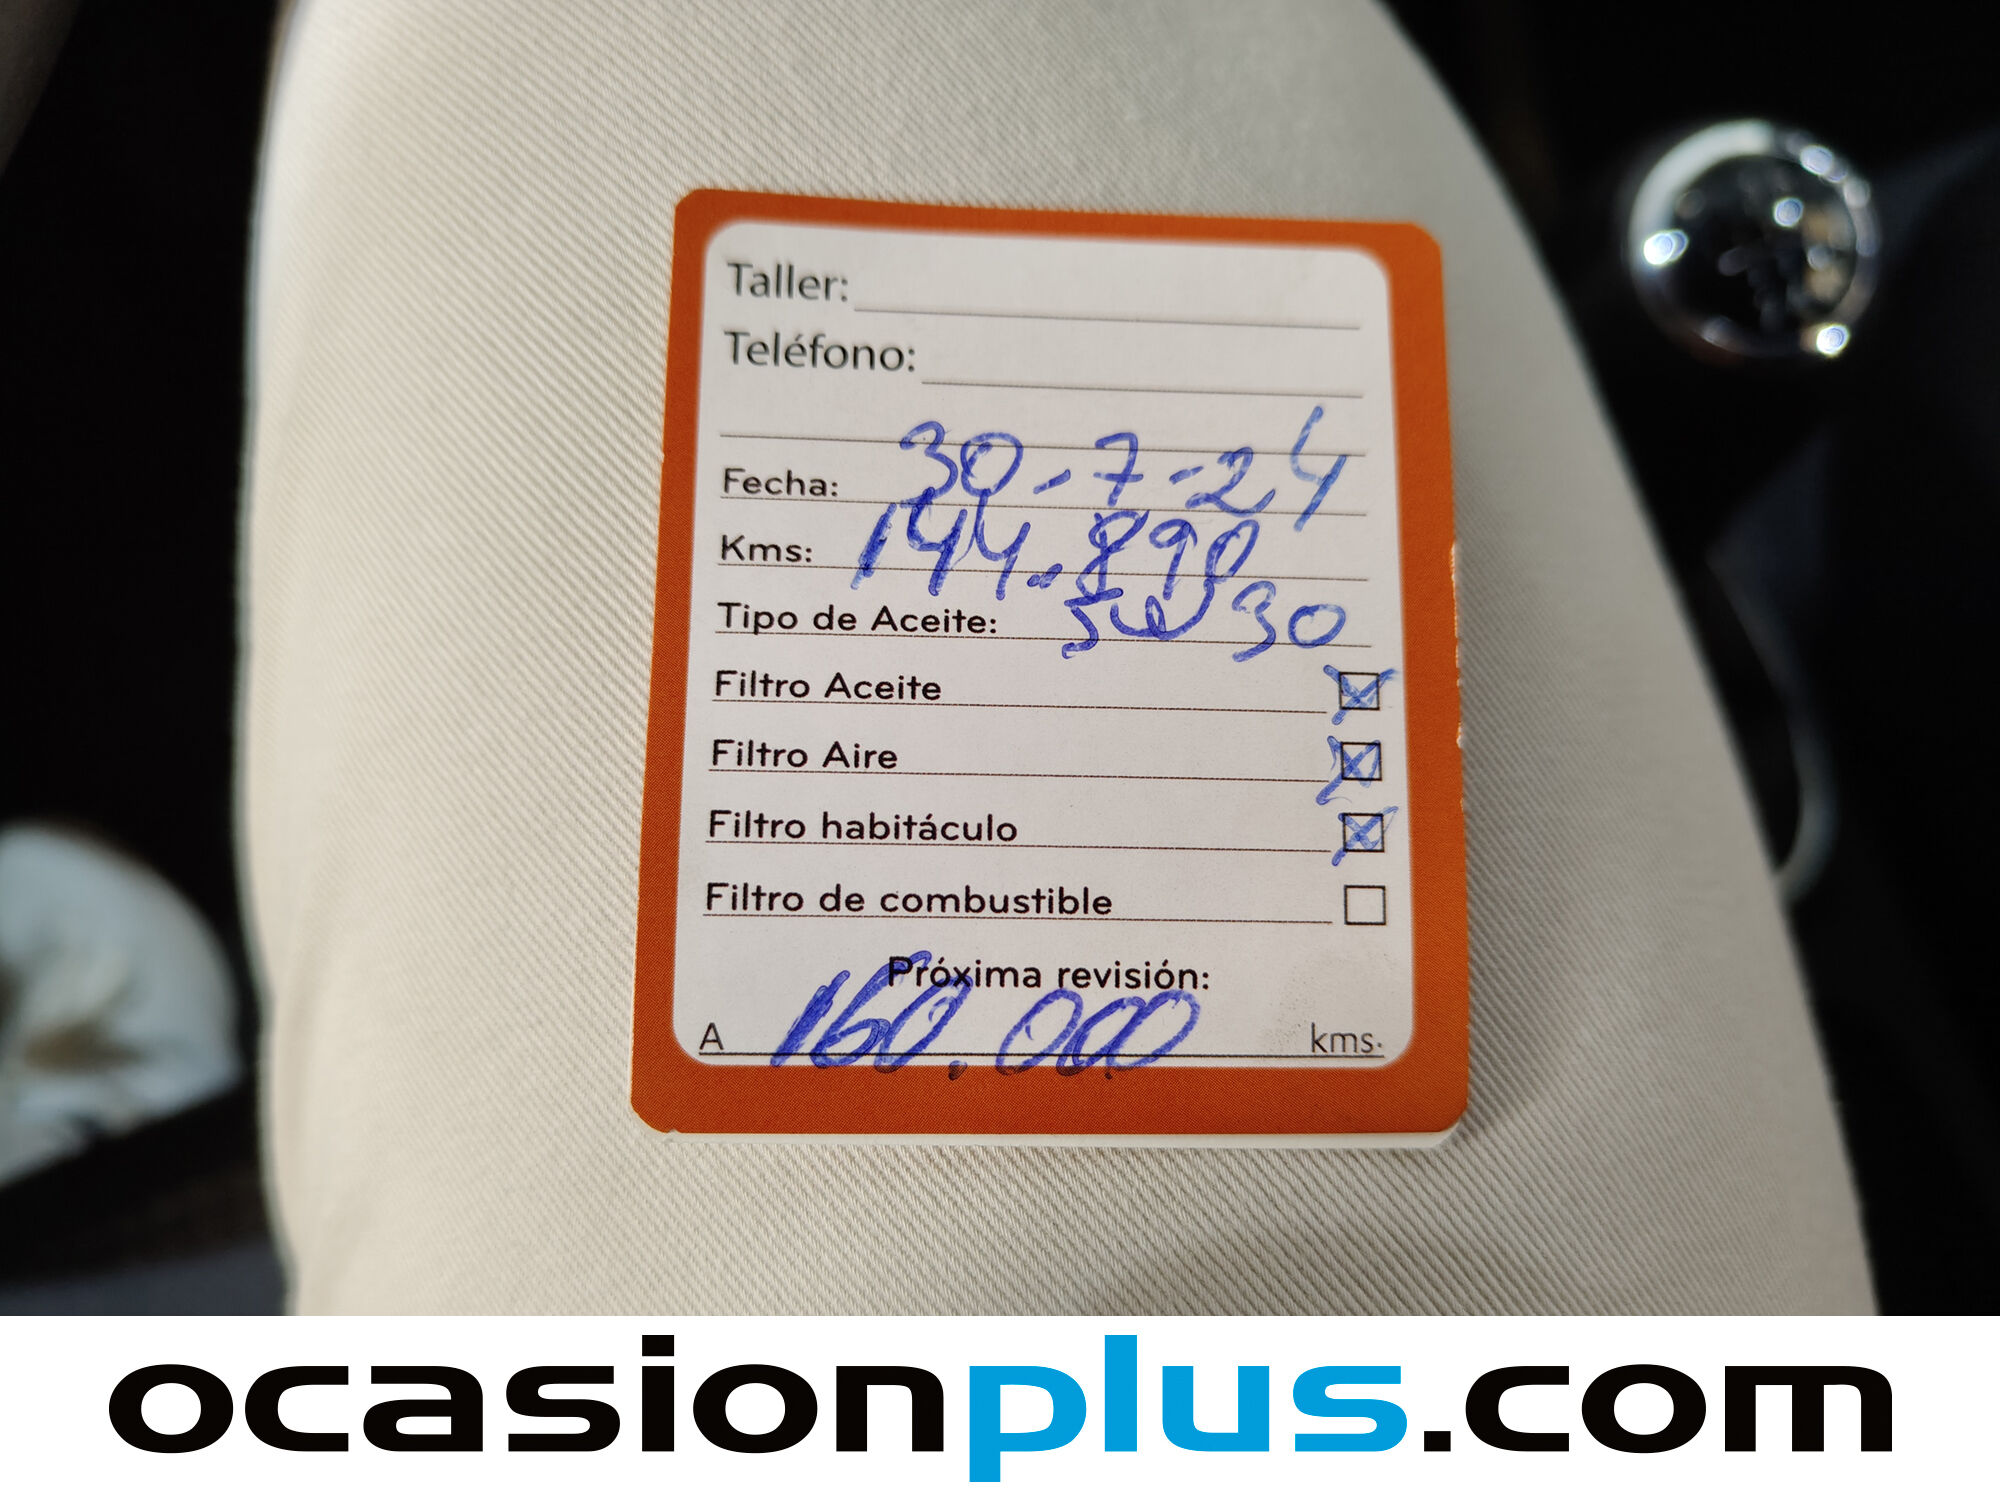 Taller:
Teléfono:
Fecha: 30-7-24
Kms: 144.890
Tipo de Aceite: 5W30
Filtro Aceite
Filtro Aire
Filtro habitáculo
Filtro de combustible
Próxima revisión:
A 160.000 kms.
ocasionplus.com